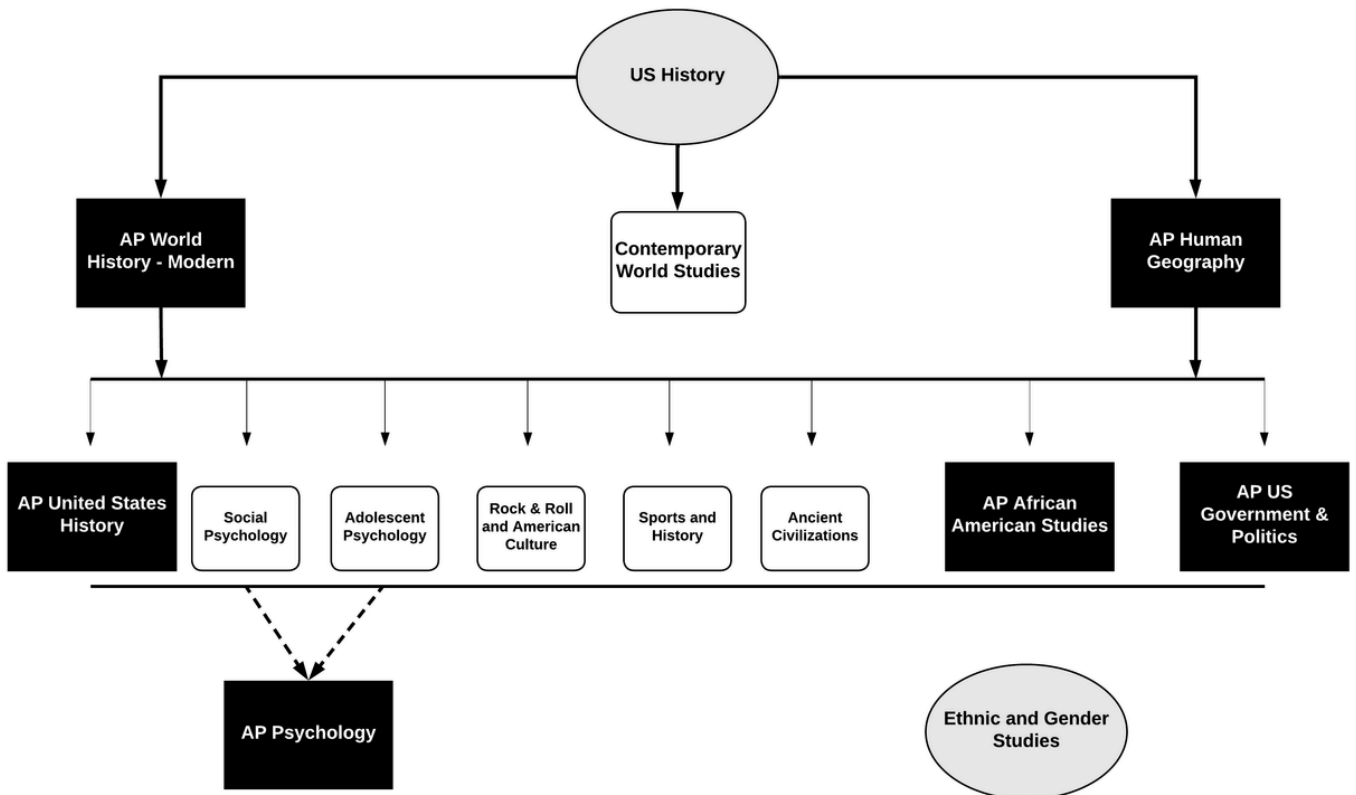 US History
AP World
History - Modern
Contemporary
World Studies
AP Human
Geography
AP United States
History
Social
Psychology
Adolescent
Psychology
Rock & Roll
and American
Culture
Sports and
History
Ancient
Civilizations
AP African
American Studies
AP US
Government &
Politics
AP Psychology
Ethnic and Gender
Studies